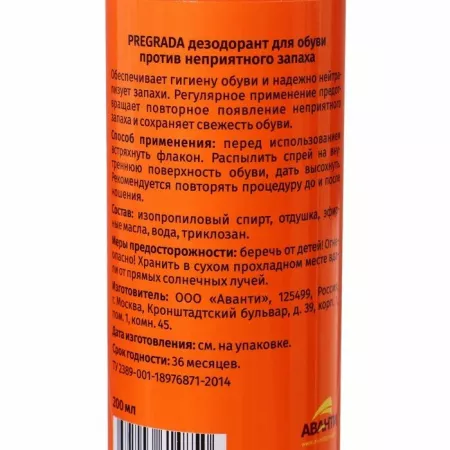 PREGRADA дезодорант для обуви
против неприятного запаха
Обеспечивает гигиену обуви и надежно нейтра-
лизует запахи. Регулярное применение предот-
вращает повторное появление неприятного
запаха и сохраняет свежесть обуви.
Способ применения: перед использованием
встряхнуть флакон. Распылить спрей на вну-
треннюю поверхность обуви, дать высохнуть.
Рекомендуется повторять процедуру до и после
ношения.
Состав: изопропиловый спирт, отдушка, эфир-
ные масла, вода, триклозан.
Меры предосторожности: беречь от детей! Огне-
опасно! Хранить в сухом прохладном месте вда-
ли от прямых солнечных лучей.
Изготовитель: ООО «Аванти», 125499, Россия,
г. Москва, Кронштадтский бульвар, д. 39, корп.
пом. 1, комн. 45.
Дата изготовления: см. на упаковке.
Срок годности: 36 месяцев.
ТУ 2389-001-18976871-2014
200 мл
АВАНТИ